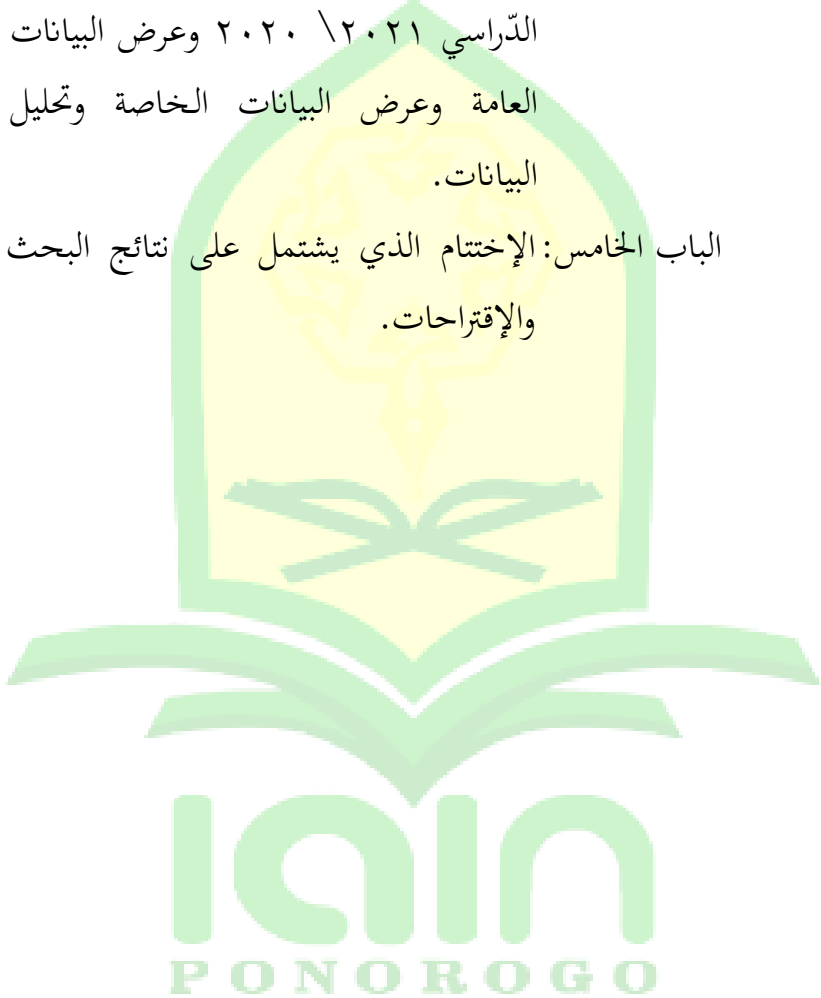 الدّراسي ٢٠٢١\ ٢٠٢٠ وعرض البيانات
العامة وعرض البيانات الخاصة وتحليل
البيانات.
الباب الخامس: الإختتام الذي يشتمل على نتائج البحث
والإقتراحات.
IAIN
PONOROGO